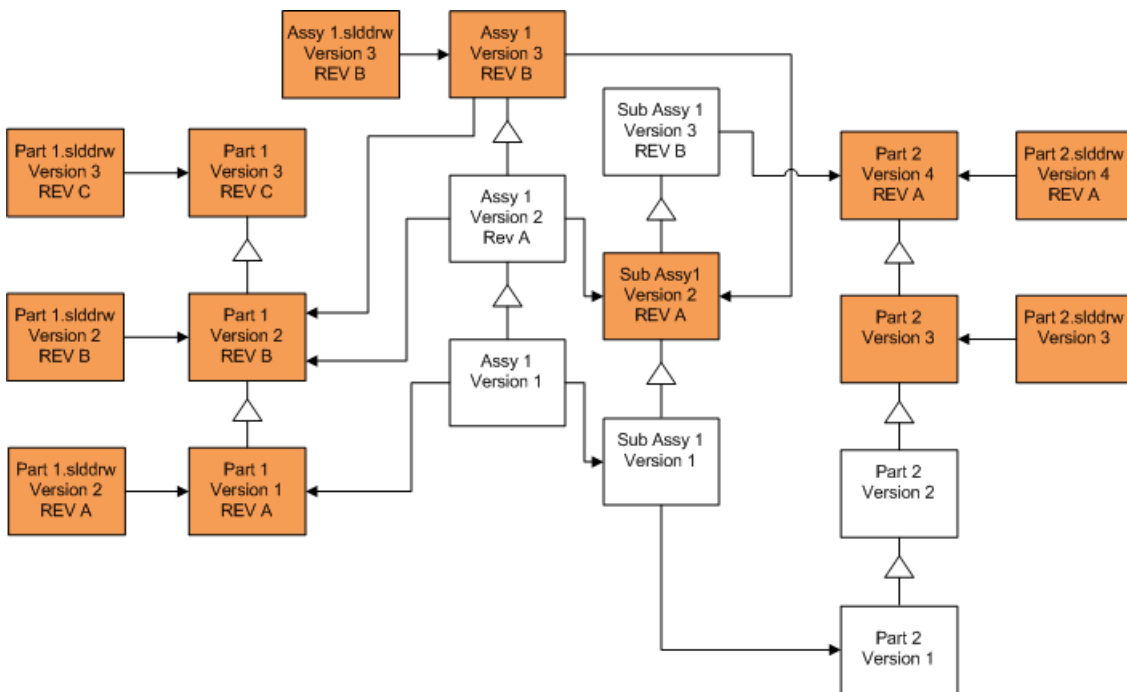 Assy 1.slddrw
Version 3
REV B
Assy 1
Version 3
REV B
Sub Assy 1
Version 3
REV B
Part 1.slddrw
Version 3
REV C
Part 1
Version 3
REV C
Part 2
Version 4
REV A
Part 2.slddrw
Version 4
REV A
Assy 1
Version 2
Rev A
Sub Assy1
Version 2
REV A
Part 1.slddrw
Version 2
REV B
Part 1
Version 2
REV B
Part 2
Version 3
Part 2.slddrw
Version 3
Assy 1
Version 1
Sub Assy 1
Version 1
Part 1.slddrw
Version 2
REV A
Part 1
Version 1
REV A
Part 2
Version 2
Part 2
Version 1